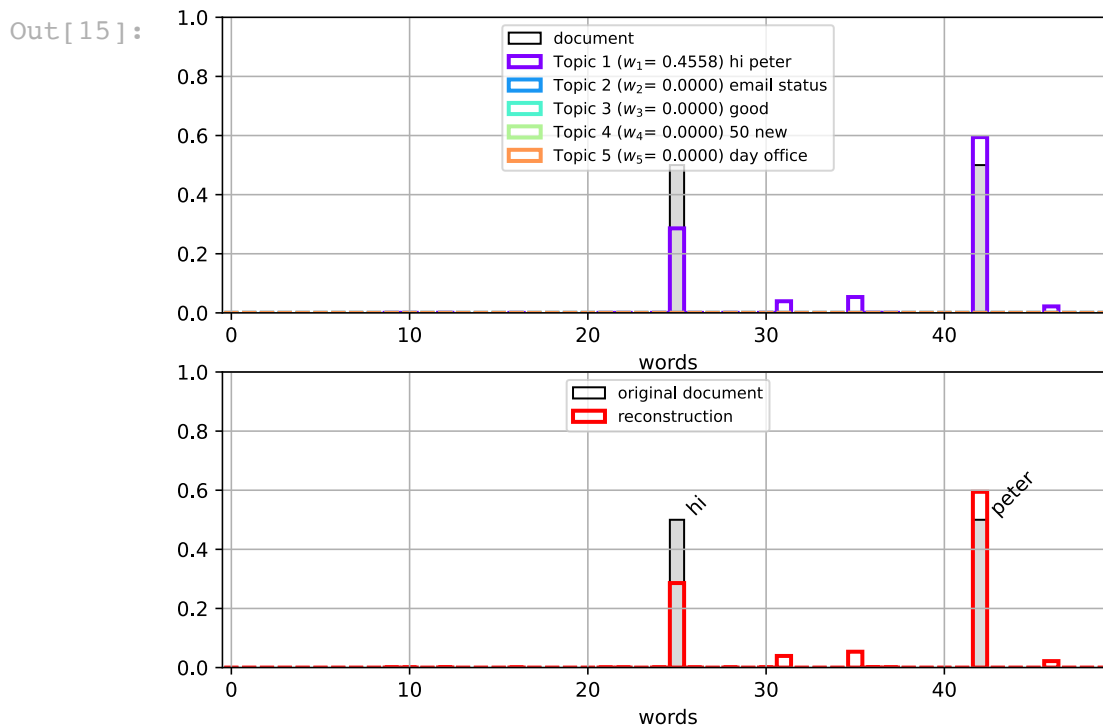 Out[15]:
1.0
0.8
0.6
0.4
0.2
0.0
document
Topic 1 (w₁= 0.4558) hi peter
Topic 2 (w₂= 0.0000) email status
Topic 3 (w₃= 0.0000) good
Topic 4 (w₄= 0.0000) 50 new
Topic 5 (w₅= 0.0000) day office
0 10 20 30 40
words
1.0
0.8
0.6
0.4
0.2
0.0
original document
reconstruction
hi
peter
0 10 20 30 40
words